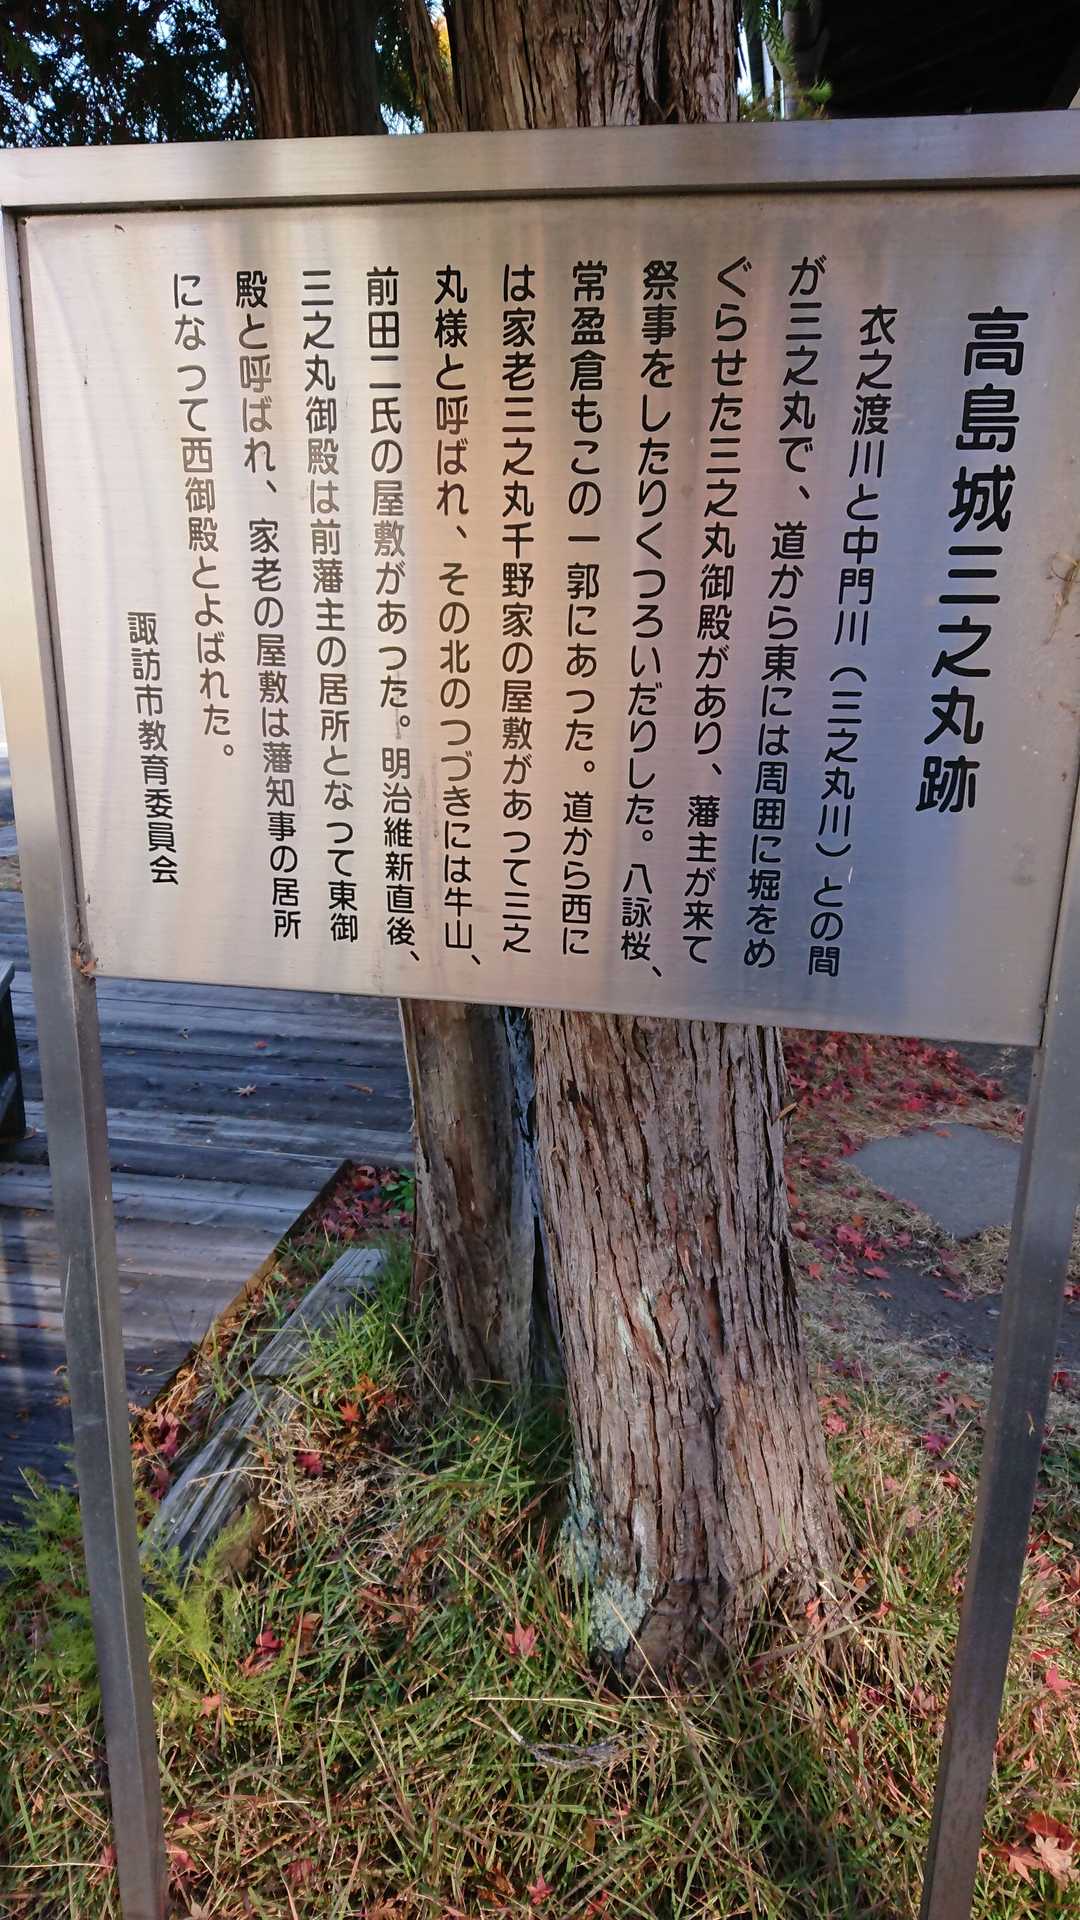 高島城三之丸跡
衣之渡川と中門川（三之丸川）との間
が三之丸で、道から東には周囲に堀をめ
ぐらせた三之丸御殿があり、藩主が来て
祭事をしたりくつろいだりした。八詠桜、
常盈倉もこの一郭にあった。道から西に
は家老三之丸千野家の屋敷があって三之
丸様と呼ばれ、その北のつづきには牛山、
前田二氏の屋敷があった。明治維新直後、
三之丸御殿は前藩主の居所となって東御
殿と呼ばれ、家老の屋敷は藩知事の居所
になって西御殿とよばれた。
諏訪市教育委員会